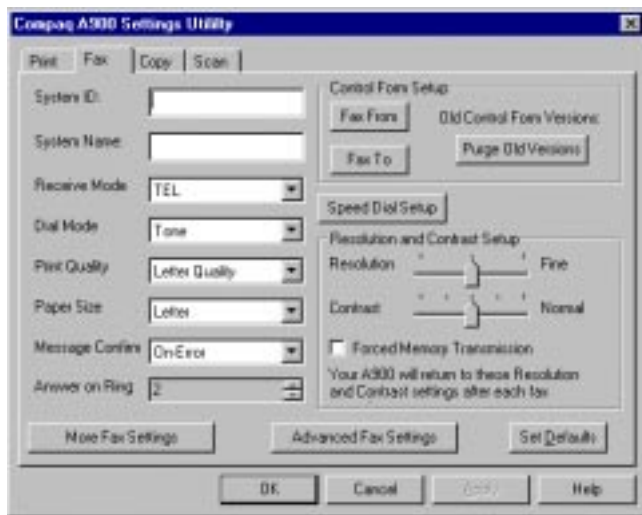 Compaq A900 Settings Utility
Print Fax Copy Scan
System ID:
System Name:
Receive Mode TEL
Dial Mode Tone
Print Quality Letter Quality
Paper Size Letter
Message Confirm On-Error
Answer on Ring 2
More Fax Settings
Control Form Setup:
Fax From
Old Control Form Versions:
Fax To
Purge Old Versions
Speed Dial Setup
Resolution and Contrast Setup
Resolution Fine
Contrast Normal
Forced Memory Transmission
Your A900 will return to these Resolution
and Contrast settings after each fax
Advanced Fax Settings
Set Defaults
OK Cancel Apply Help